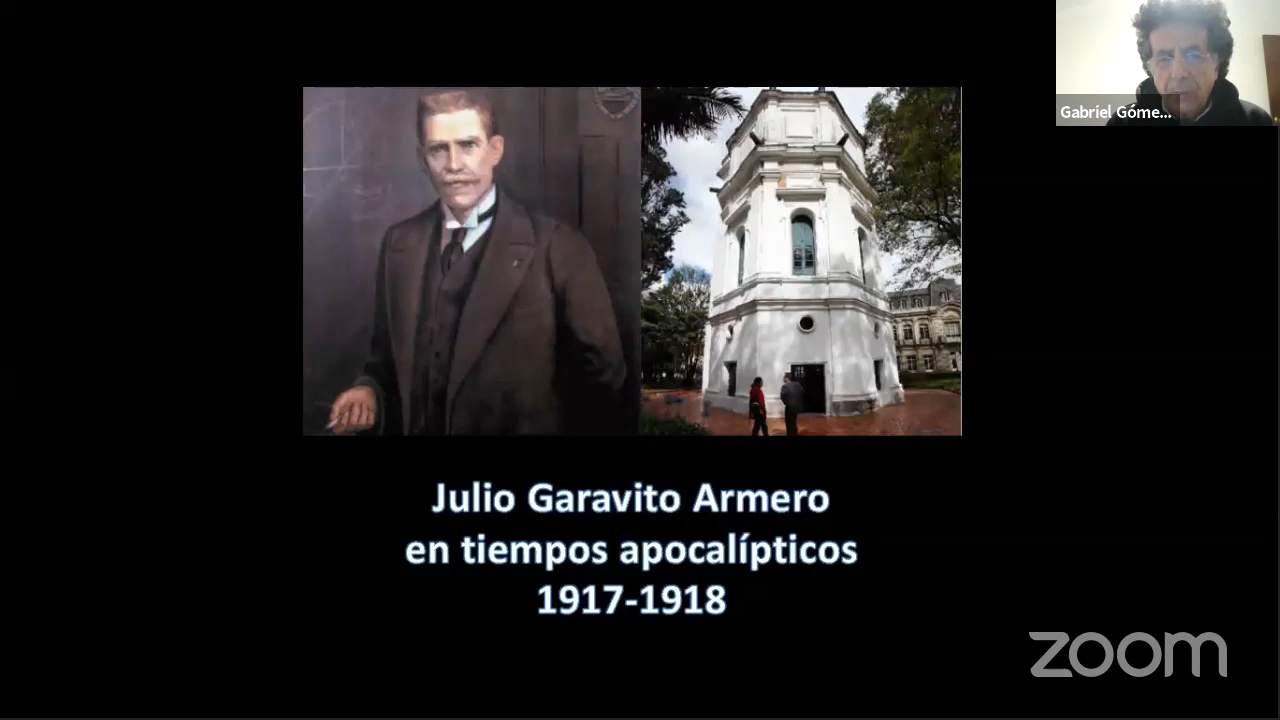 Gabriel Góme...
Julio Garavito Armero
en tiempos apocalípticos
1917-1918
zoom